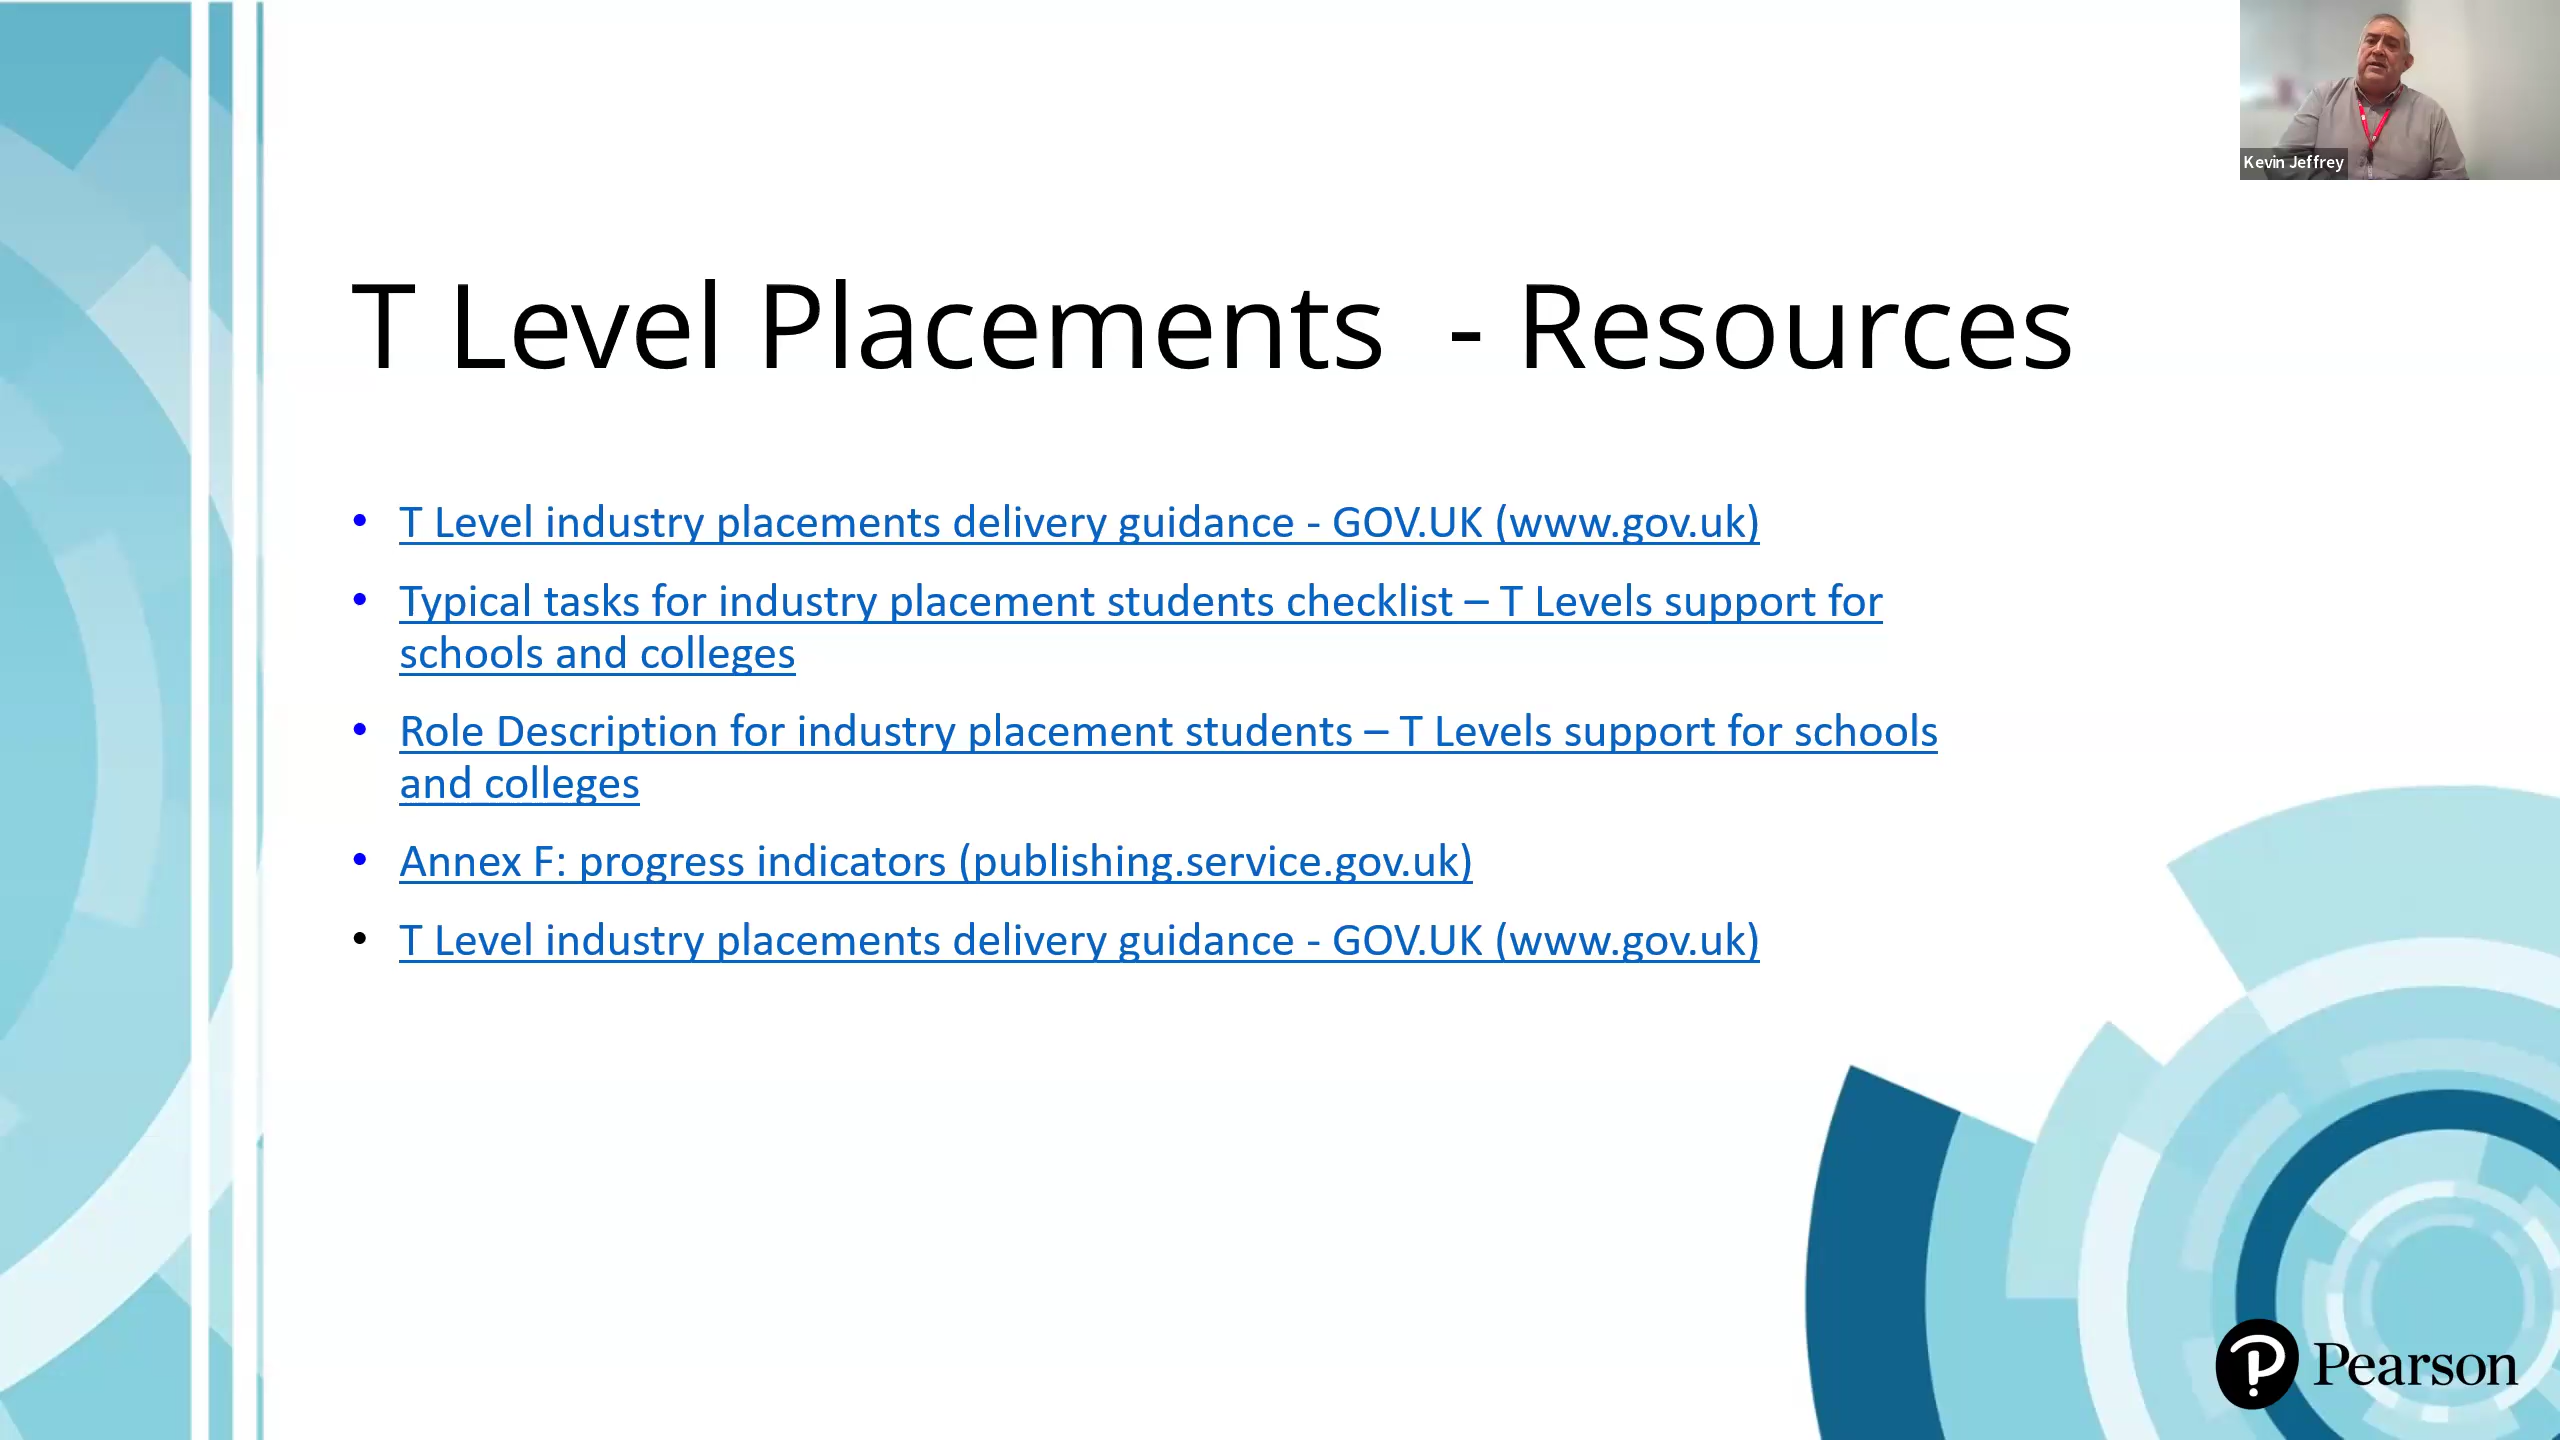 Kevin Jeffrey
T Level Placements  - Resources
• T Level industry placements delivery guidance - GOV.UK (www.gov.uk)
• Typical tasks for industry placement students checklist – T Levels support for
schools and colleges
• Role Description for industry placement students – T Levels support for schools
and colleges
• Annex F: progress indicators (publishing.service.gov.uk)
• T Level industry placements delivery guidance - GOV.UK (www.gov.uk)
Pearson